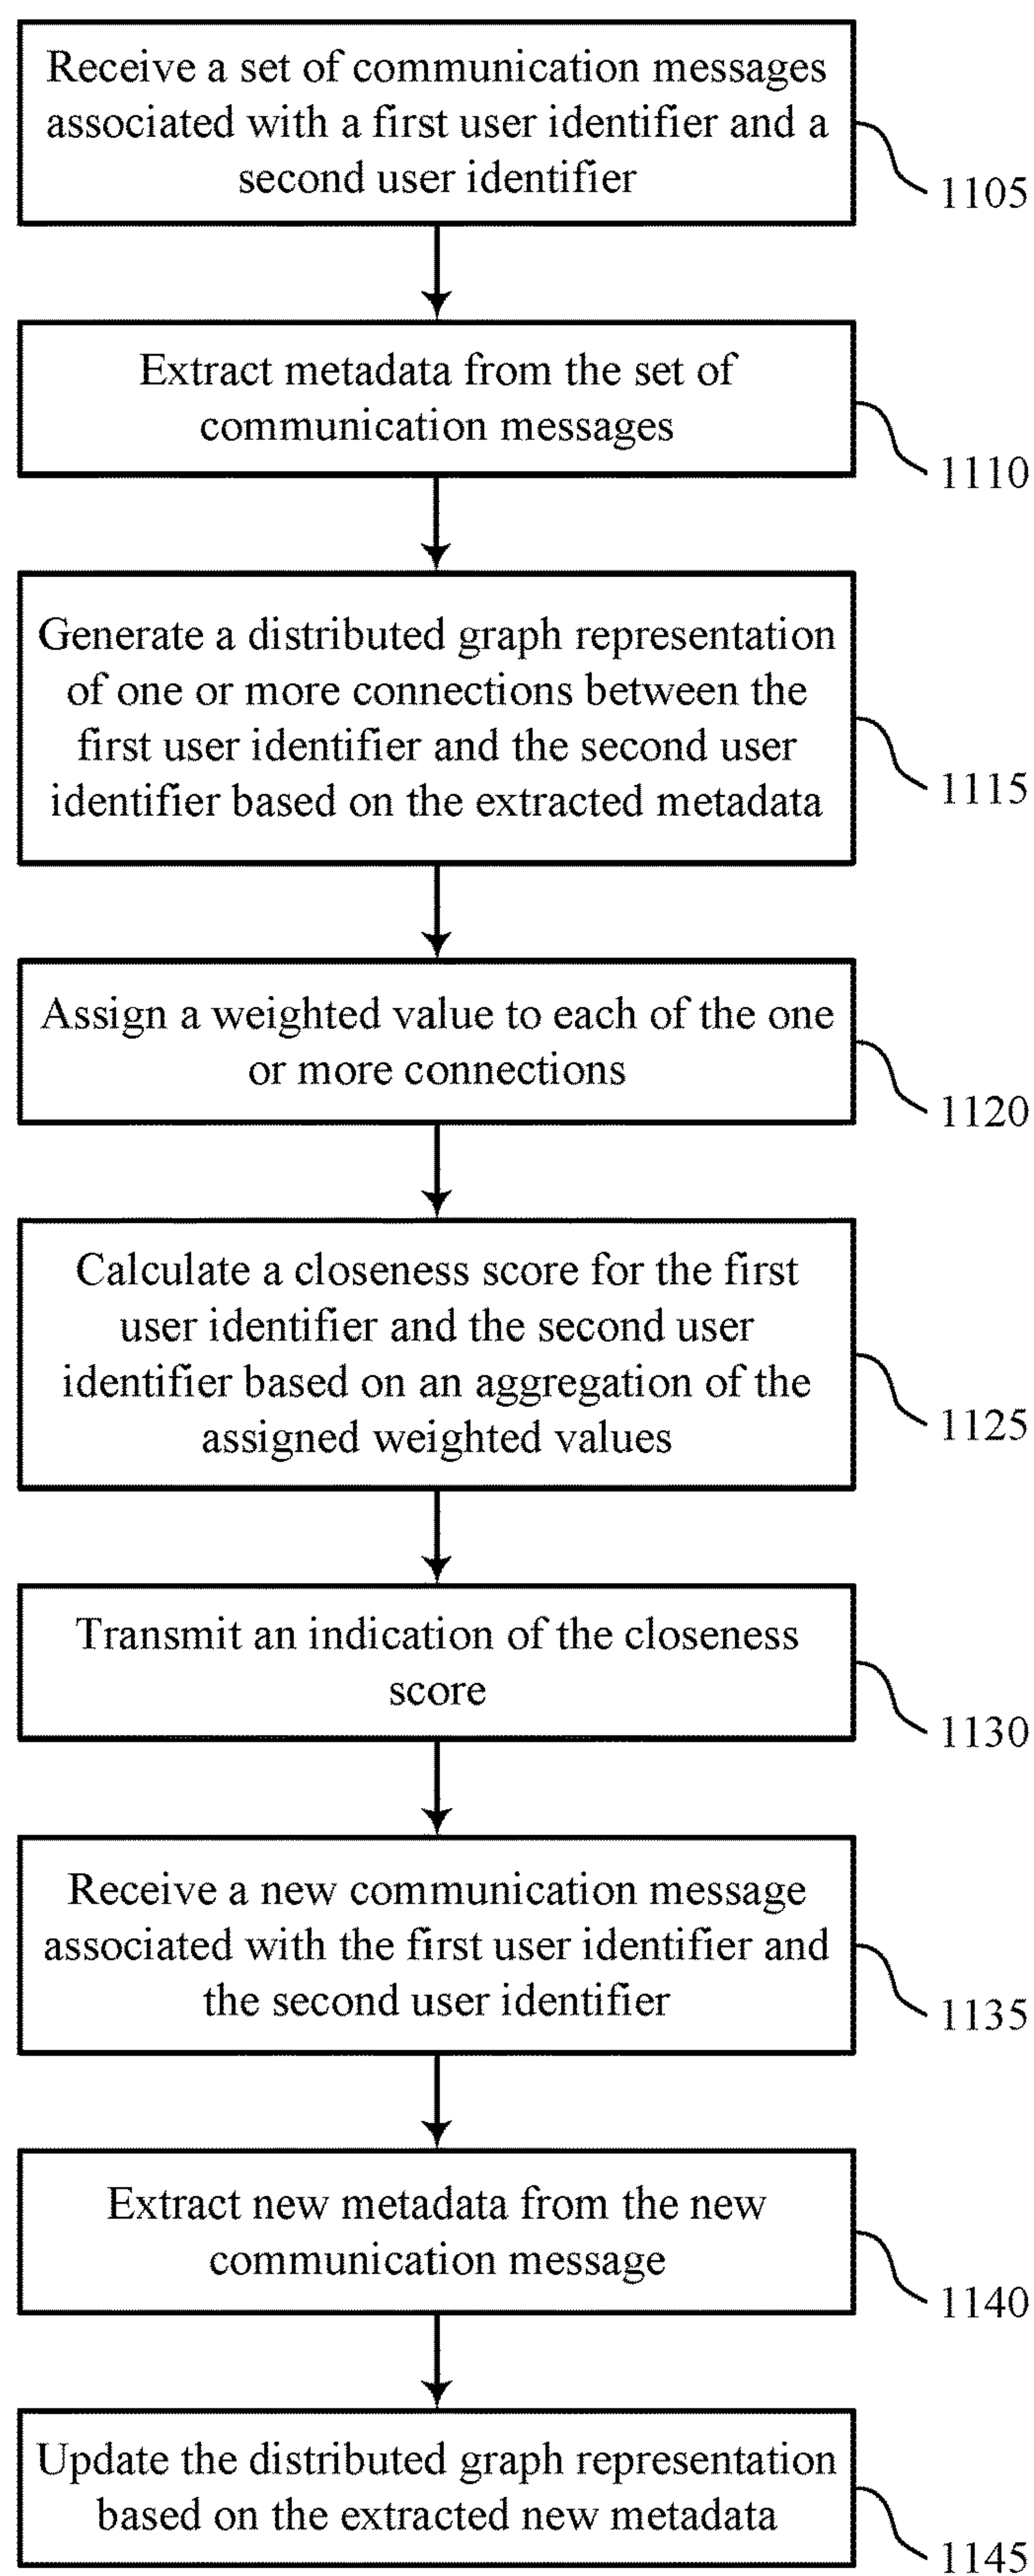 Receive a set of communication messages
associated with a first user identifier and a
second user identifier
1105
Extract metadata from the set of
communication messages
1110
Generate a distributed graph representation
of one or more connections between the
first user identifier and the second user
identifier based on the extracted metadata
1115
Assign a weighted value to each of the one
or more connections
1120
Calculate a closeness score for the first
user identifier and the second user
identifier based on an aggregation of the
assigned weighted values
1125
Transmit an indication of the closeness
score
1130
Receive a new communication message
associated with the first user identifier and
the second user identifier
1135
Extract new metadata from the new
communication message
1140
Update the distributed graph representation
based on the extracted new metadata
1145